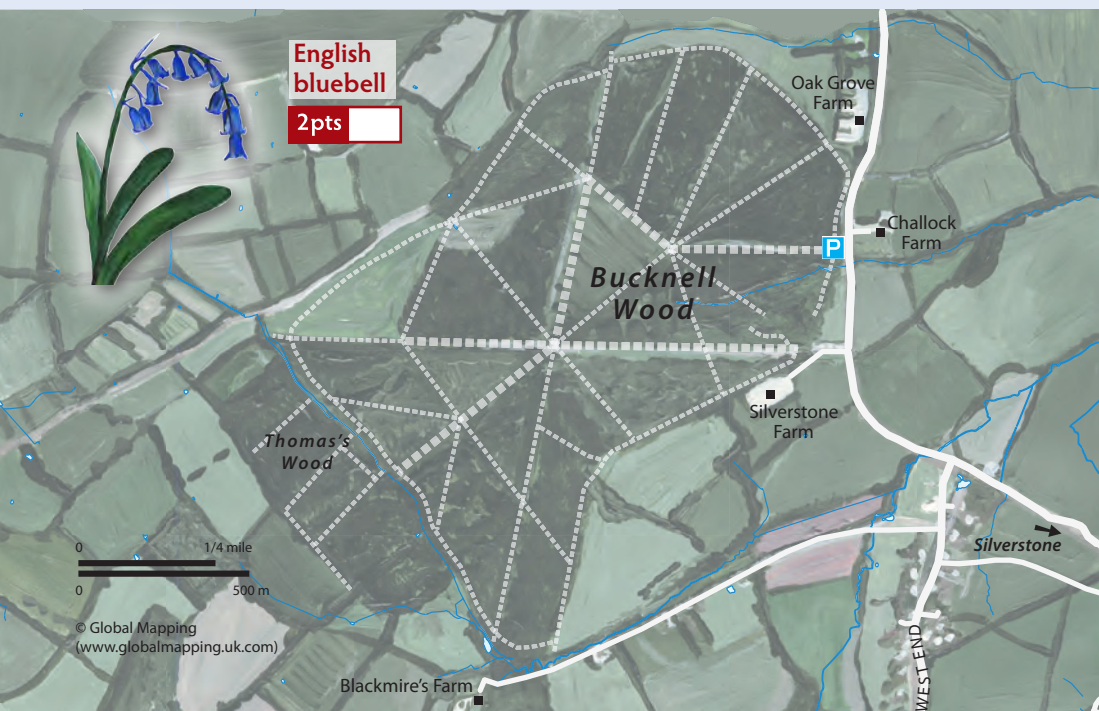 English
bluebell
2pts
Oak Grove
Farm
P
Challock
Farm
Bucknell
Wood
Silverstone
Farm
Thomas's
Wood
Silverstone
0 1/4 mile
0 500 m
© Global Mapping
(www.globalmapping.uk.com)
WEST END
Blackmire's Farm